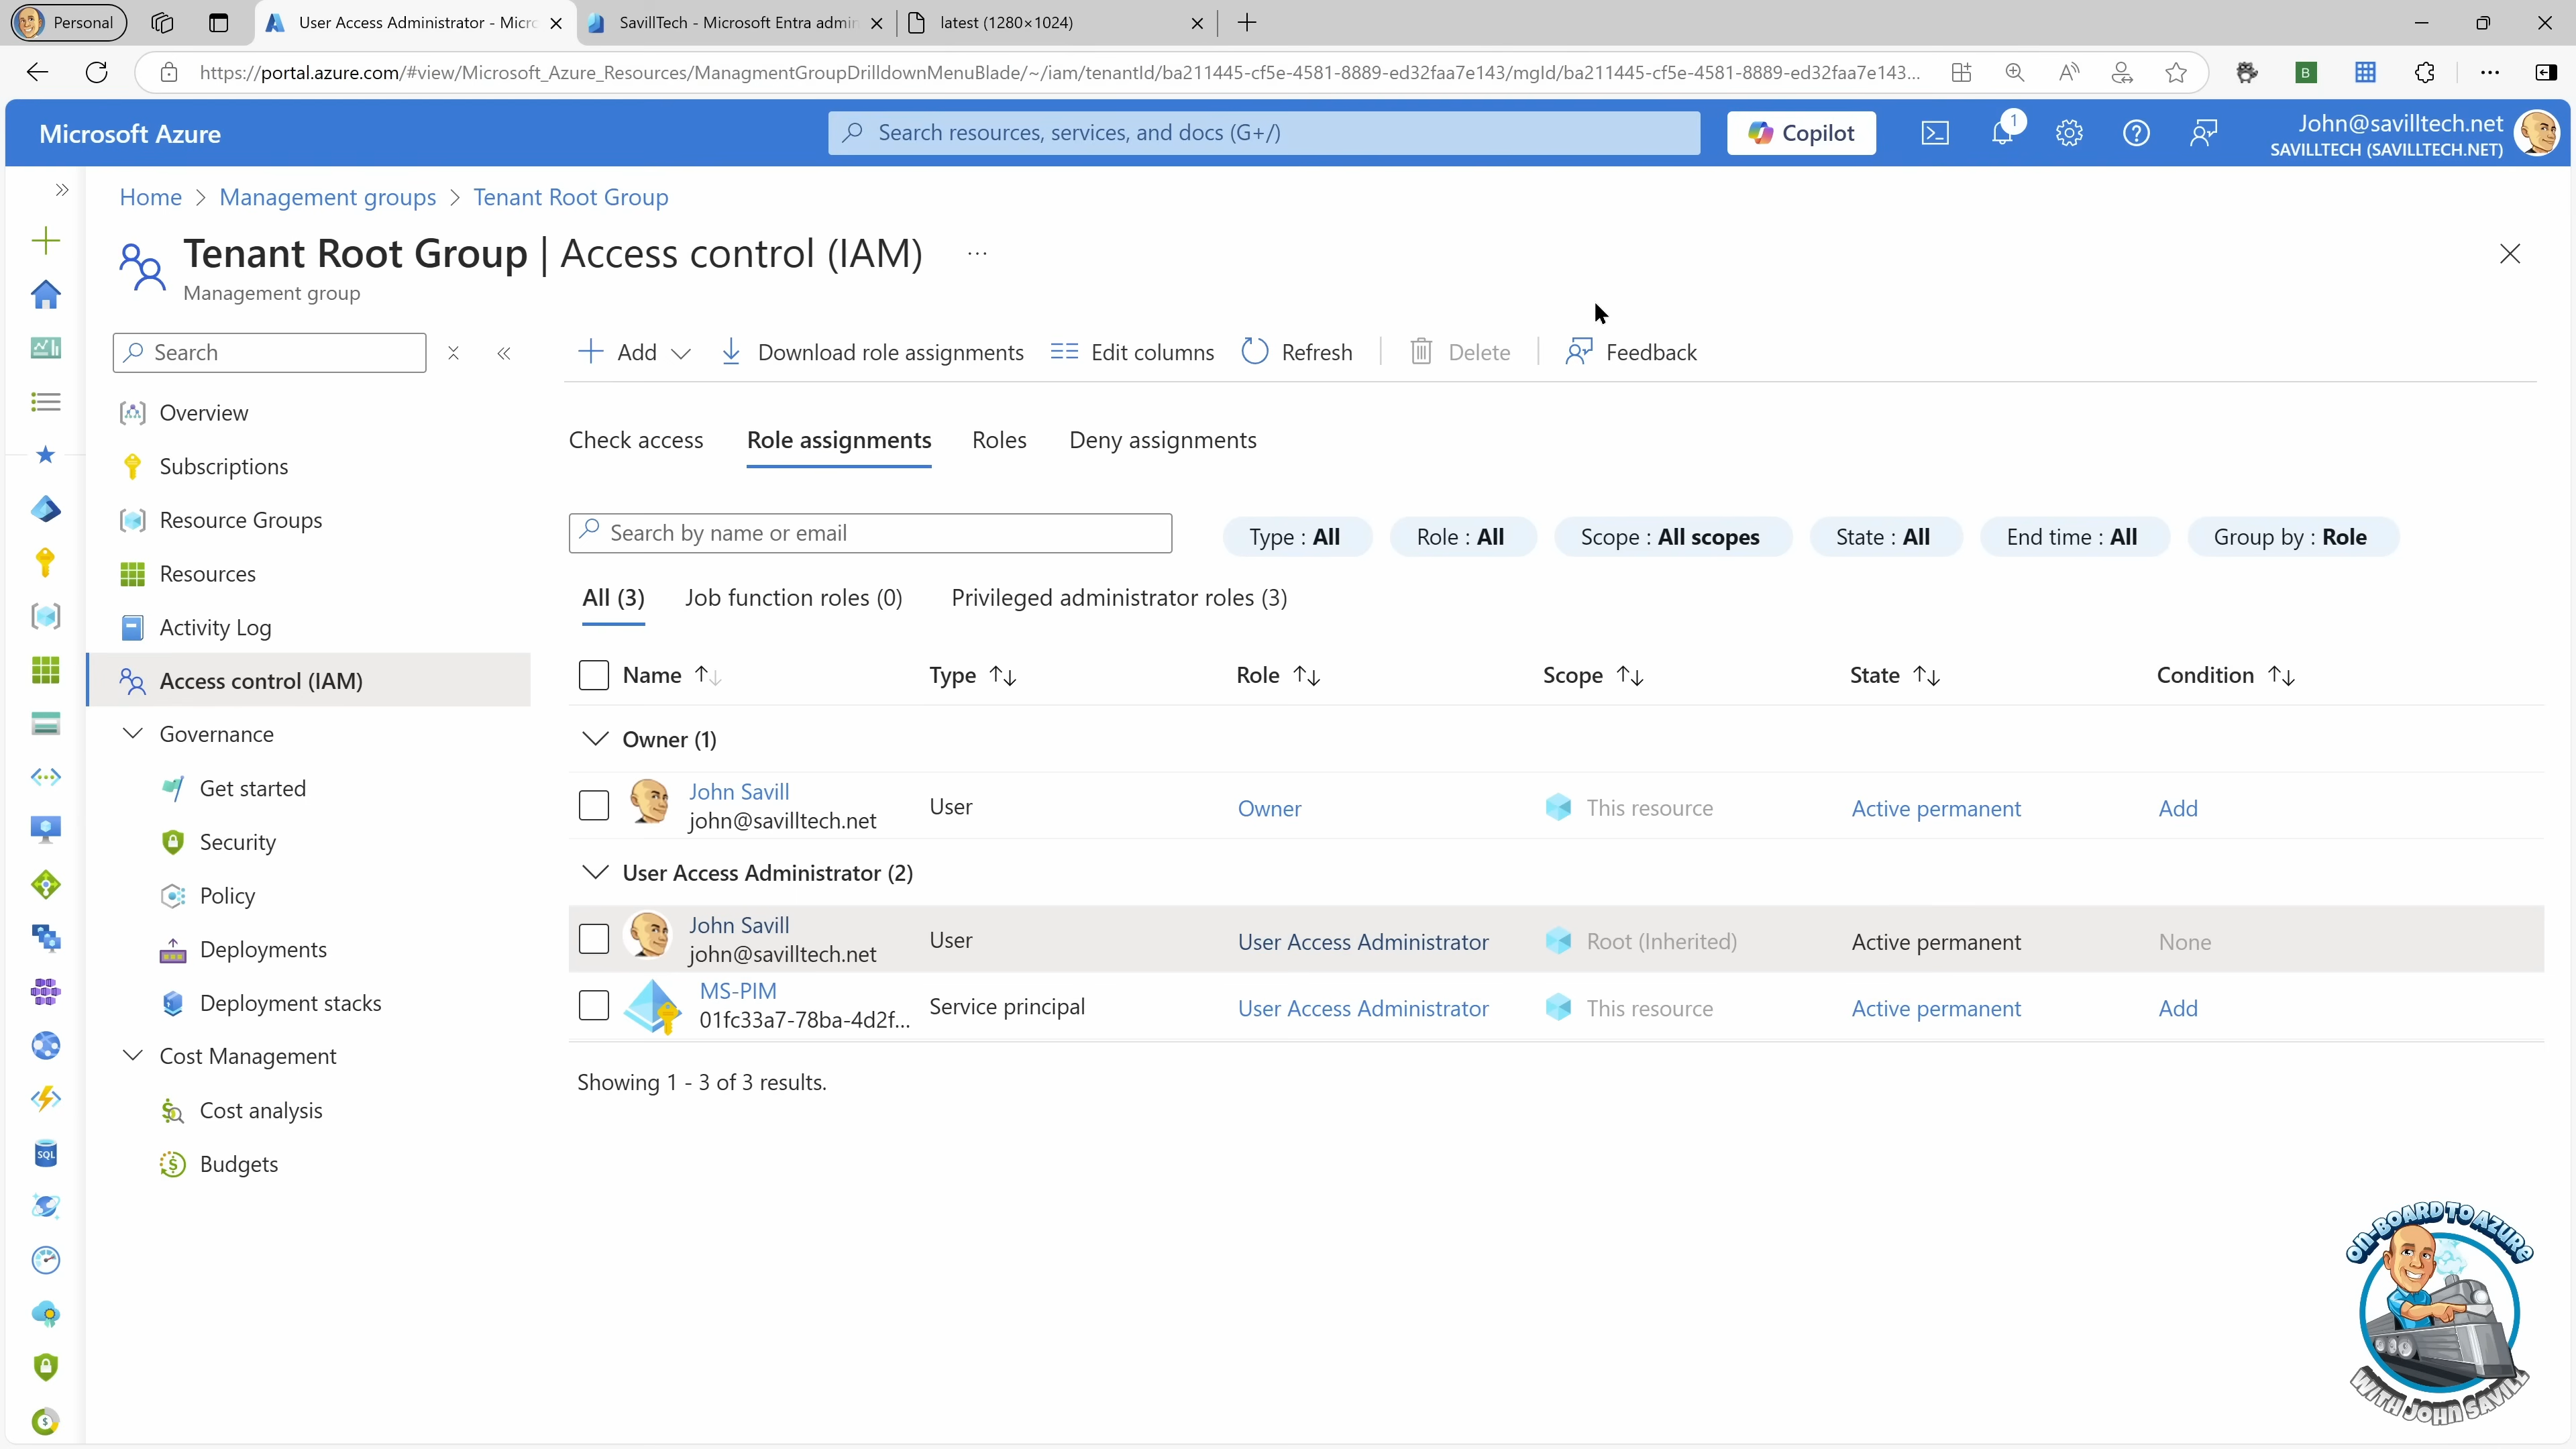 Personal
User Access Administrator - Micro
SavillTech - Microsoft Entra admin
latest (1280×1024)
https://portal.azure.com/#view/Microsoft_Azure_Resources/ManagmentGroupDrilldownMenuBlade/~/iam/tenantId/ba211445-cf5e-4581-8889-ed32faa7e143/mgId/ba211445-cf5e-4581-8889-ed32faa7e143...
B
Microsoft Azure
Search resources, services, and docs (G+/)
Copilot
1
John@savilltech.net
SAVILLTECH (SAVILLTECH.NET)
Home > Management groups > Tenant Root Group
Tenant Root Group | Access control (IAM) ...
Management group
Search
Add
Download role assignments
Edit columns
Refresh
Delete
Feedback
Overview
Subscriptions
Resource Groups
Resources
Activity Log
Access control (IAM)
Governance
Get started
Security
Policy
Deployments
Deployment stacks
Cost Management
Cost analysis
Budgets
SQL
Check access
Role assignments
Roles
Deny assignments
Search by name or email
Type : All
Role : All
Scope : All scopes
State : All
End time : All
Group by : Role
All (3)
Job function roles (0)
Privileged administrator roles (3)
Name Type Role Scope State Condition
Owner (1)
John Savill
john@savilltech.net
User Owner This resource Active permanent Add
User Access Administrator (2)
John Savill
john@savilltech.net
User User Access Administrator Root (Inherited) Active permanent None
MS-PIM
01fc33a7-78ba-4d2f...
Service principal User Access Administrator This resource Active permanent Add
Showing 1 - 3 of 3 results.
ON-BOARD TO AZURE
WITH JOHN SAVILL